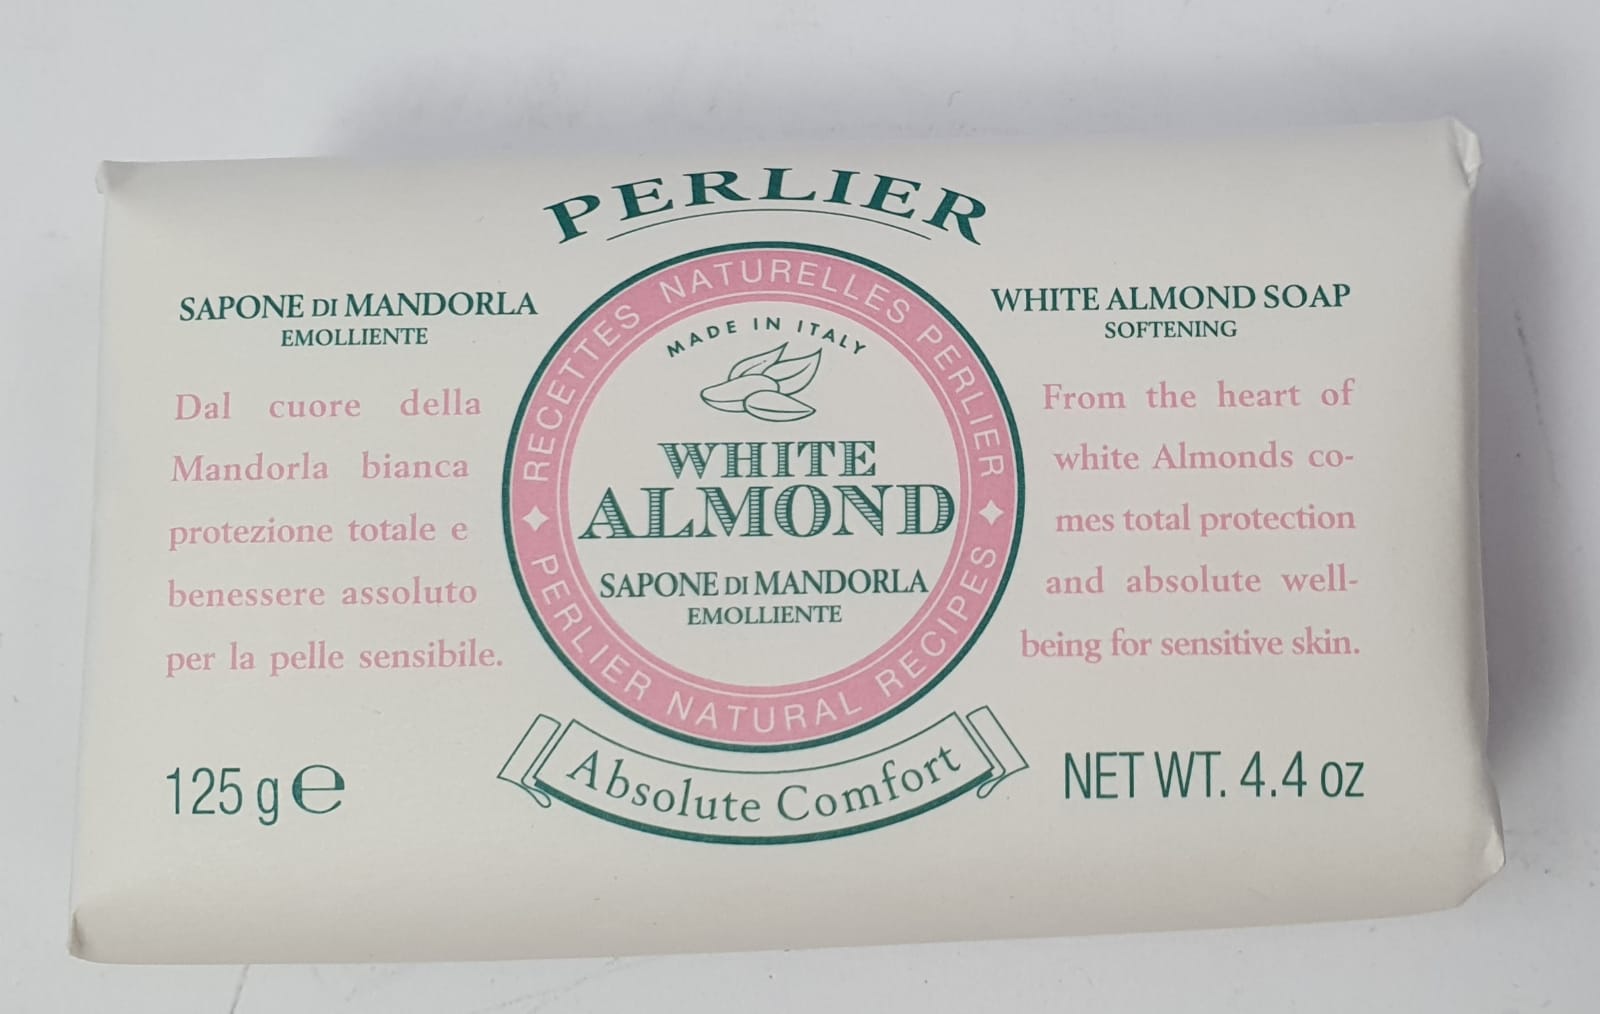 PERLIER
SAPONE DI MANDORLA
EMOLLIENTE
Dal cuore della
Mandorla bianca
protezione totale e
benessere assoluto
per la pelle sensibile.
125 g e
RECETTES NATURELLES PERLIER
MADE IN ITALY
WHITE
ALMOND
SAPONE DI MANDORLA
EMOLLIENTE
PERLIER NATURAL RECIPES
Absolute Comfort
WHITE ALMOND SOAP
SOFTENING
From the heart of
white Almonds co-
mes total protection
and absolute well-
being for sensitive skin.
NET WT. 4.4 oz